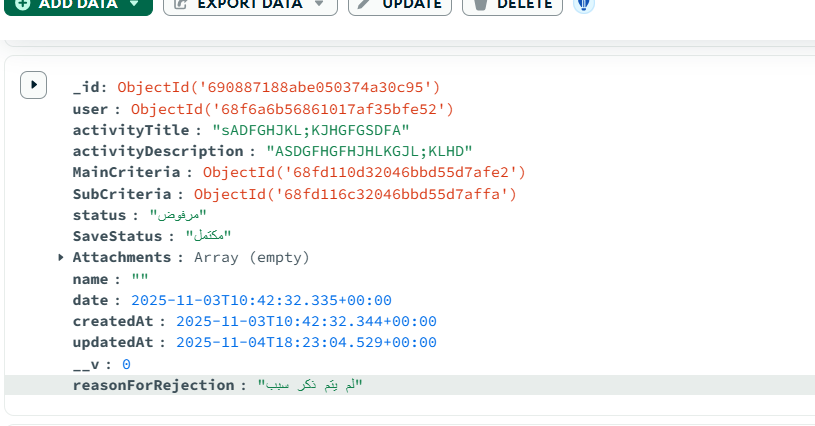 ADD DATA EXPORT DATA UPDATE DELETE
_id: ObjectId('690887188abe050374a30c95')
user : ObjectId('68f6a6b56861017af35bfe52')
activityTitle : "sADFGHJKL;KJHGFGSDFA"
activityDescription : "ASDGFHGFHJHLKGJL;KLHD"
MainCriteria : ObjectId('68fd110d32046bbd55d7afe2')
SubCriteria : ObjectId('68fd116c32046bbd55d7affa')
status : "مرفوض"
SaveStatus : "مكتمل"
Attachments : Array (empty)
name : ""
date : 2025-11-03T10:42:32.335+00:00
createdAt : 2025-11-03T10:42:32.344+00:00
updatedAt : 2025-11-04T18:23:04.529+00:00
__v : 0
reasonForRejection : "لم يتم ذكر سبب"